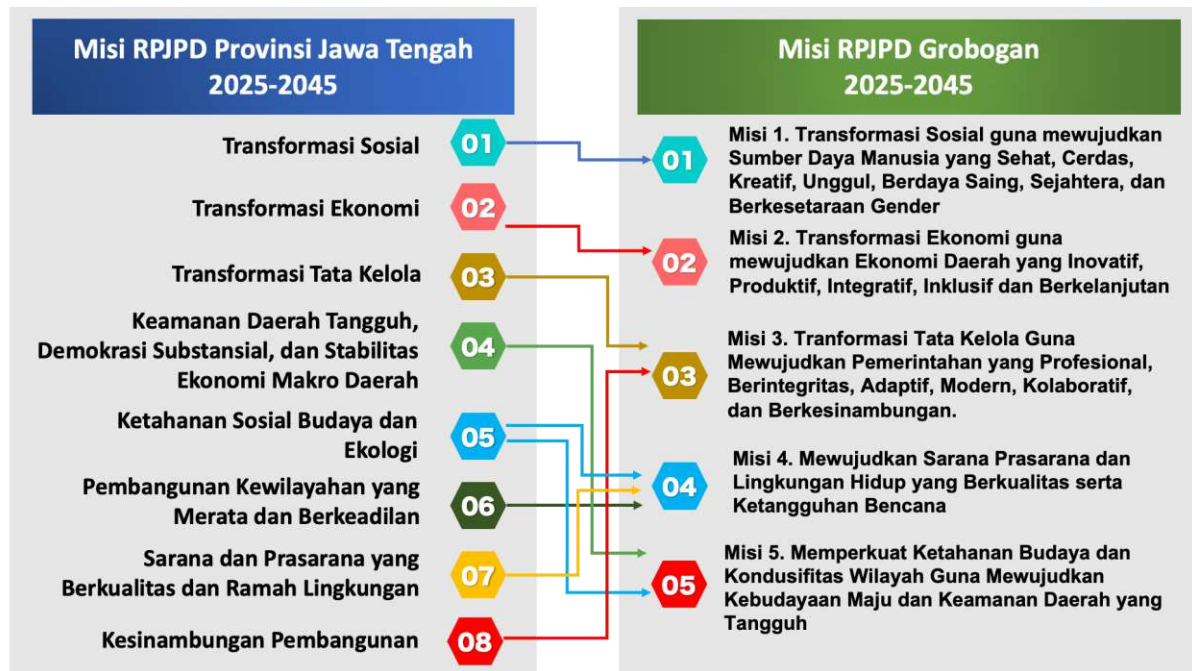 Misi RPJPD Provinsi Jawa Tengah
2025-2045
Transformasi Sosial
01
Transformasi Ekonomi
02
Transformasi Tata Kelola
03
Keamanan Daerah Tangguh,
Demokrasi Substansial, dan Stabilitas
Ekonomi Makro Daerah
04
Ketahanan Sosial Budaya dan
Ekologi
05
Pembangunan Kewilayahan yang
Merata dan Berkeadilan
06
Sarana dan Prasarana yang
Berkualitas dan Ramah Lingkungan
07
Kesinambungan Pembangunan
08
Misi RPJPD Grobogan
2025-2045
01
Misi 1. Transformasi Sosial guna mewujudkan
Sumber Daya Manusia yang Sehat, Cerdas,
Kreatif, Unggul, Berdaya Saing, Sejahtera, dan
Berkesetaraan Gender
02
Misi 2. Transformasi Ekonomi guna
mewujudkan Ekonomi Daerah yang Inovatif,
Produktif, Integratif, Inklusif dan Berkelanjutan
03
Misi 3. Tranformasi Tata Kelola Guna
Mewujudkan Pemerintahan yang Profesional,
Berintegritas, Adaptif, Modern, Kolaboratif,
dan Berkesinambungan.
04
Misi 4. Mewujudkan Sarana Prasarana dan
Lingkungan Hidup yang Berkualitas serta
Ketangguhan Bencana
05
Misi 5. Memperkuat Ketahanan Budaya dan
Kondusifitas Wilayah Guna Mewujudkan
Kebudayaan Maju dan Keamanan Daerah yang
Tangguh